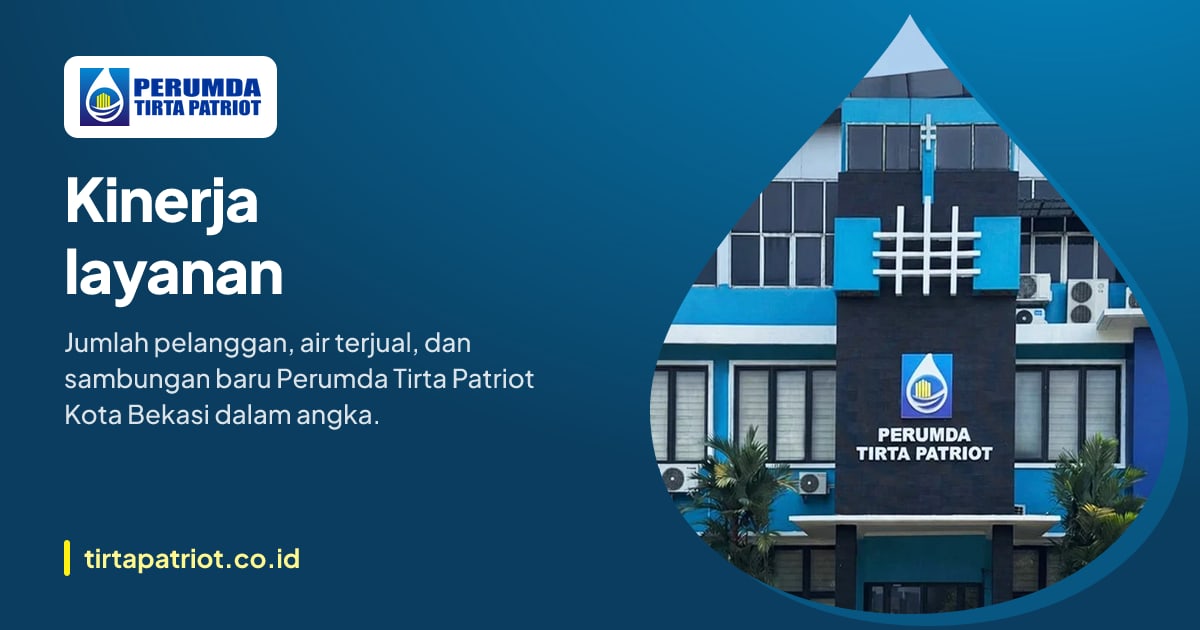 PERUMDA
TIRTA PATRIOT
Kinerja
layanan
Jumlah pelanggan, air terjual, dan
sambungan baru Perumda Tirta Patriot
Kota Bekasi dalam angka.
tirtapatriot.co.id
PERUMDA
TIRTA PATRIOT